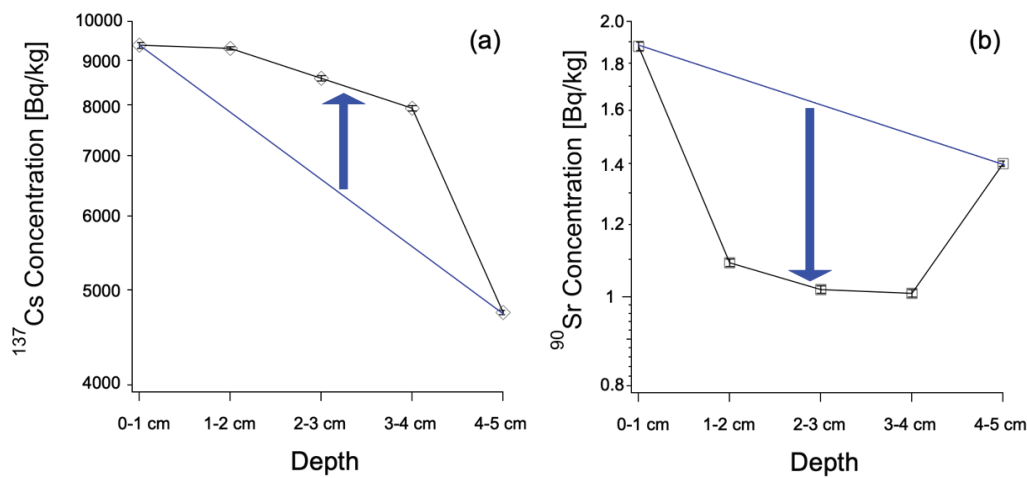 (a)
¹³⁷Cs Concentration [Bq/kg]
10000
9000
8000
7000
6000
5000
4000
0-1 cm 1-2 cm 2-3 cm 3-4 cm 4-5 cm
Depth
(b)
⁹⁰Sr Concentration [Bq/kg]
2.0
1.8
1.6
1.4
1.2
1
0.8
0-1 cm 1-2 cm 2-3 cm 3-4 cm 4-5 cm
Depth